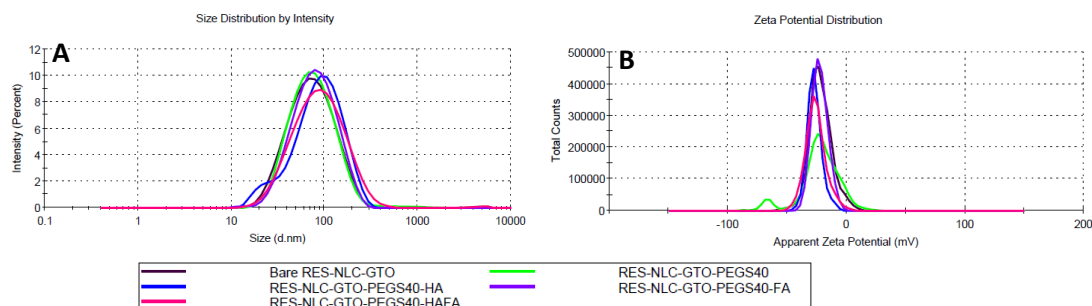 Size Distribution by Intensity
A
Intensity (Percent)
12
10
8
6
4
2
0
0.1 1 10 100 1000 10000
Size (d.nm)
Zeta Potential Distribution
B
Total Counts
500000
400000
300000
200000
100000
0
-100 0 100 200
Apparent Zeta Potential (mV)
Bare RES-NLC-GTO RES-NLC-GTO-PEGS40
RES-NLC-GTO-PEGS40-HA RES-NLC-GTO-PEGS40-FA
RES-NLC-GTO-PEGS40-HAFA